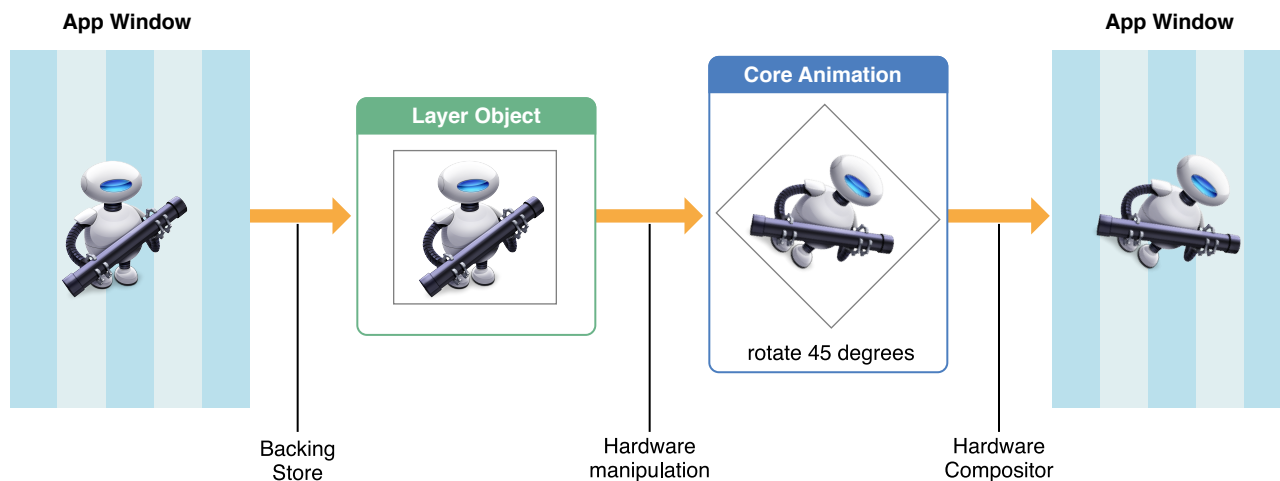 App Window
Layer Object
Core Animation
rotate 45 degrees
App Window
Backing
Store
Hardware
manipulation
Hardware
Compositor